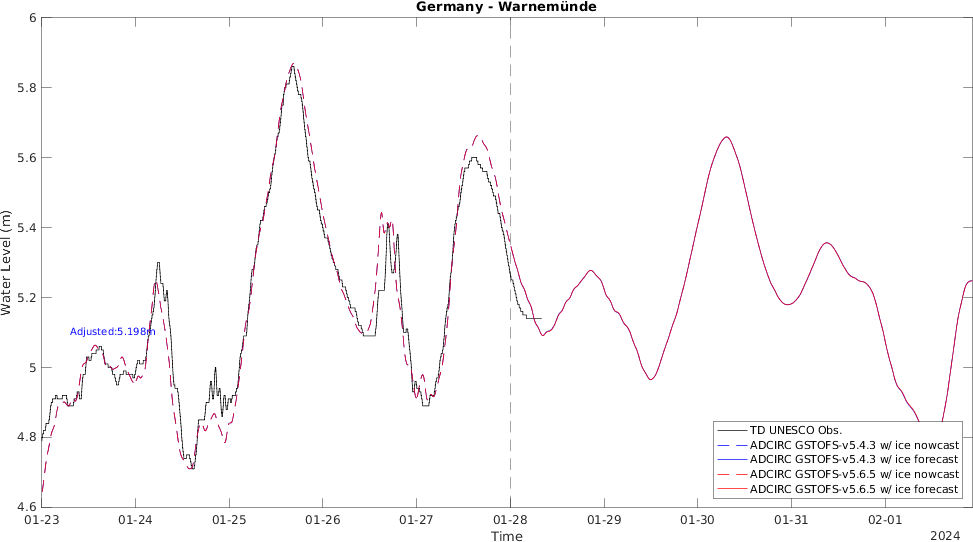 Germany - Warnemünde
6
5.8
5.6
5.4
5.2
5
4.8
4.6
Water Level (m)
Adjusted:5.198m
TD UNESCO Obs.
ADCIRC GSTOFS-v5.4.3 w/ ice nowcast
ADCIRC GSTOFS-v5.4.3 w/ ice forecast
ADCIRC GSTOFS-v5.6.5 w/ ice nowcast
ADCIRC GSTOFS-v5.6.5 w/ ice forecast
01-23 01-24 01-25 01-26 01-27 01-28 01-29 01-30 01-31 02-01
Time
2024